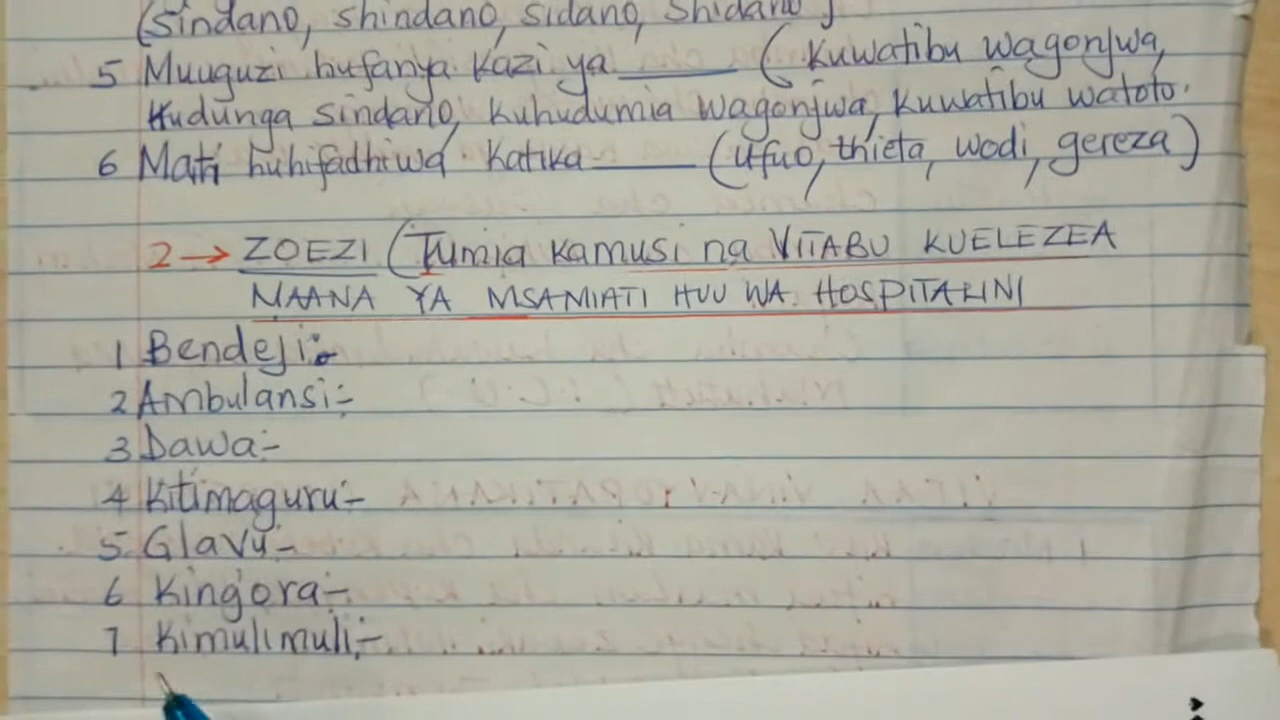 (Sindano, shindano, sidano, shidano)
5 Muuguzi hufanya kazi ya ______ (kuwatibu wagonjwa,
kudunga sindano, kuhudumia wagonjwa, kuwatibu watoto.
6 Maiti huhifadhiwa katika ______ (ufuo, thieta, wodi, gereza)
2 → ZOEZI (Tumia kamusi na VITABU KUELEZEA
MAANA YA MSAMIATI HUU WA HOSPITALINI
1 Bendeji:-
2 Ambulansi:-
3 Dawa:-
4 Kitimaguru:-
5 Glavu:-
6 King'ora:-
7 Kimulimuli:-